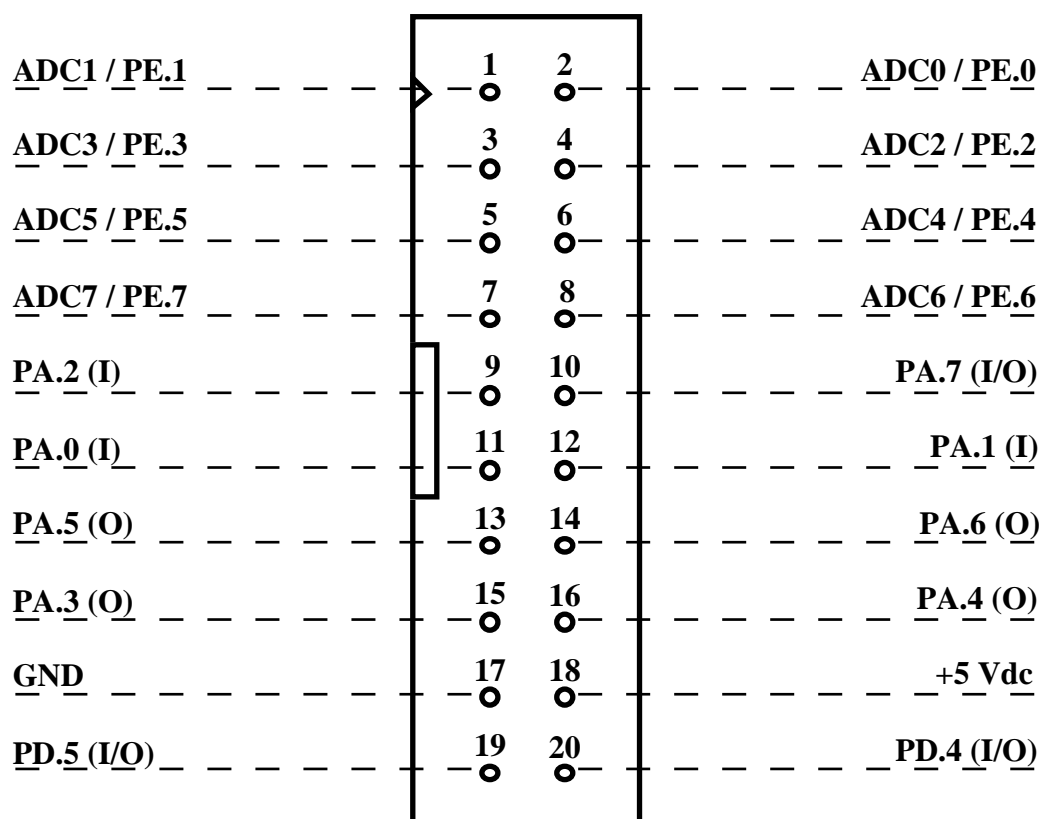 ADC1 / PE.1 1 2 ADC0 / PE.0
ADC3 / PE.3 3 4 ADC2 / PE.2
ADC5 / PE.5 5 6 ADC4 / PE.4
ADC7 / PE.7 7 8 ADC6 / PE.6
PA.2 (I) 9 10 PA.7 (I/O)
PA.0 (I) 11 12 PA.1 (I)
PA.5 (O) 13 14 PA.6 (O)
PA.3 (O) 15 16 PA.4 (O)
GND 17 18 +5 Vdc
PD.5 (I/O) 19 20 PD.4 (I/O)